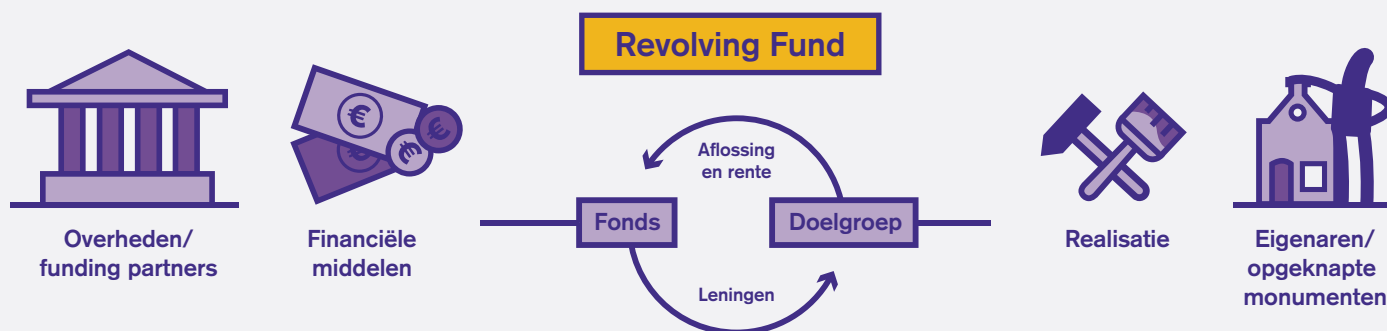 Revolving Fund
Overheden/
funding partners
Financiële
middelen
€
€
€
€
Aflossing
en rente
Fonds
Doelgroep
Leningen
Realisatie
Eigenaren/
opgeknapte
monumenten